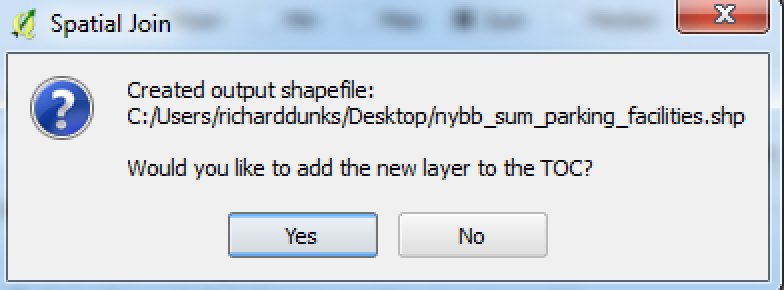 Spatial Join
Created output shapefile:
C:/Users/richarddunks/Desktop/nybb_sum_parking_facilities.shp
Would you like to add the new layer to the TOC?
Yes
No